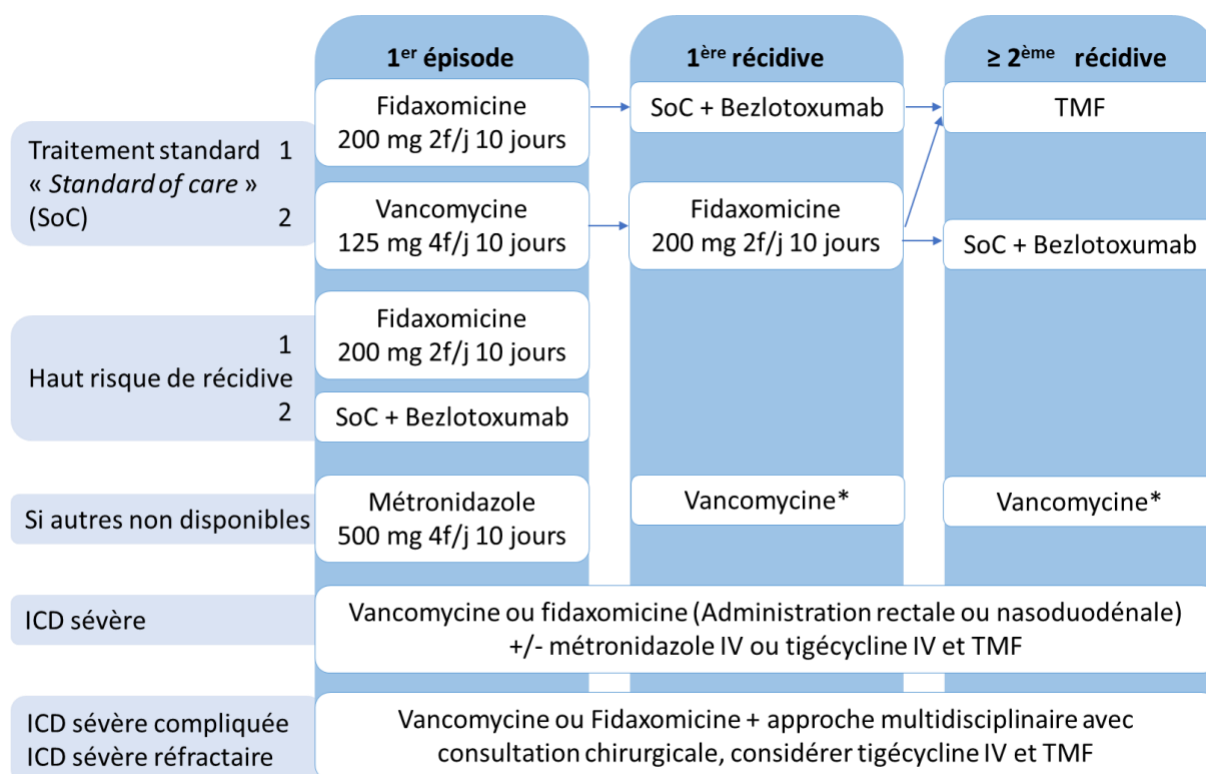 1er épisode
1ère récidive
≥ 2ème récidive
Traitement standard 1
« Standard of care »
(SoC) 2
Fidaxomicine
200 mg 2f/j 10 jours
SoC + Bezlotoxumab
TMF
Vancomycine
125 mg 4f/j 10 jours
Fidaxomicine
200 mg 2f/j 10 jours
SoC + Bezlotoxumab
1
Haut risque de récidive
2
Fidaxomicine
200 mg 2f/j 10 jours
SoC + Bezlotoxumab
Si autres non disponibles
Métronidazole
500 mg 4f/j 10 jours
Vancomycine*
Vancomycine*
ICD sévère
Vancomycine ou fidaxomicine (Administration rectale ou nasoduodénale)
+/- métronidazole IV ou tigécycline IV et TMF
ICD sévère compliquée
ICD sévère réfractaire
Vancomycine ou Fidaxomicine + approche multidisciplinaire avec
consultation chirurgicale, considérer tigécycline IV et TMF